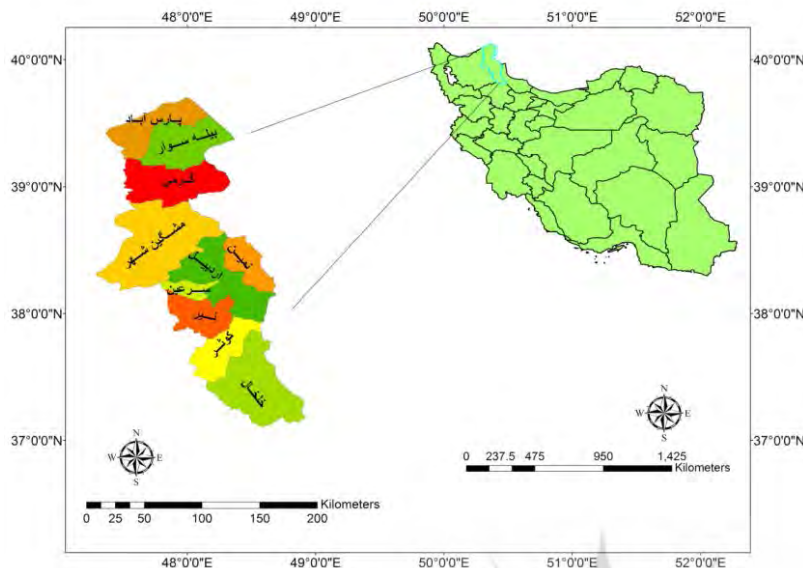 48°0'0"E 49°0'0"E 50°0'0"E 51°0'0"E 52°0'0"E
40°0'0"N 40°0'0"N
39°0'0"N 39°0'0"N
38°0'0"N 38°0'0"N
37°0'0"N 37°0'0"N
پارس اباد
بیله سوار
گرمی
مشگین شهر
نمین
اردبیل
سرعین
نیر
کوثر
خلخال
N
W E
S
N
W E
S
0 237.5 475 950 1,425
Kilometers
Kilometers
0 25 50 100 150 200
48°0'0"E 49°0'0"E 50°0'0"E 51°0'0"E 52°0'0"E